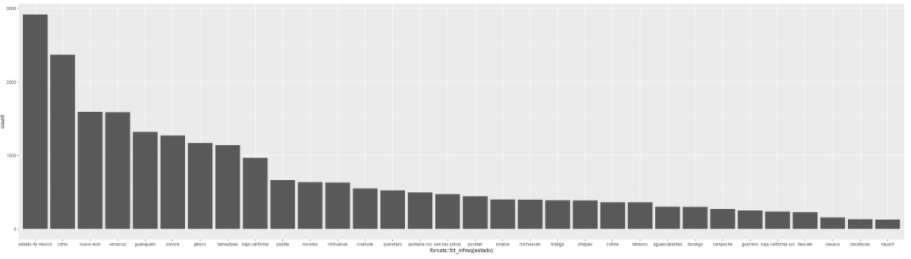 3000
2000
1000
0
count
estado de mexico cdmx nuevo leon veracruz guanajuato sonora jalisco tamaulipas baja california puebla morelos chihuahua coahuila queretaro quintana roo san luis potosi yucatan sinaloa michoacan hidalgo chiapas colima tabasco aguascalientes durango campeche guerrero baja california sur tlaxcala oaxaca zacatecas nayarit
forcats::fct_infreq(estado)